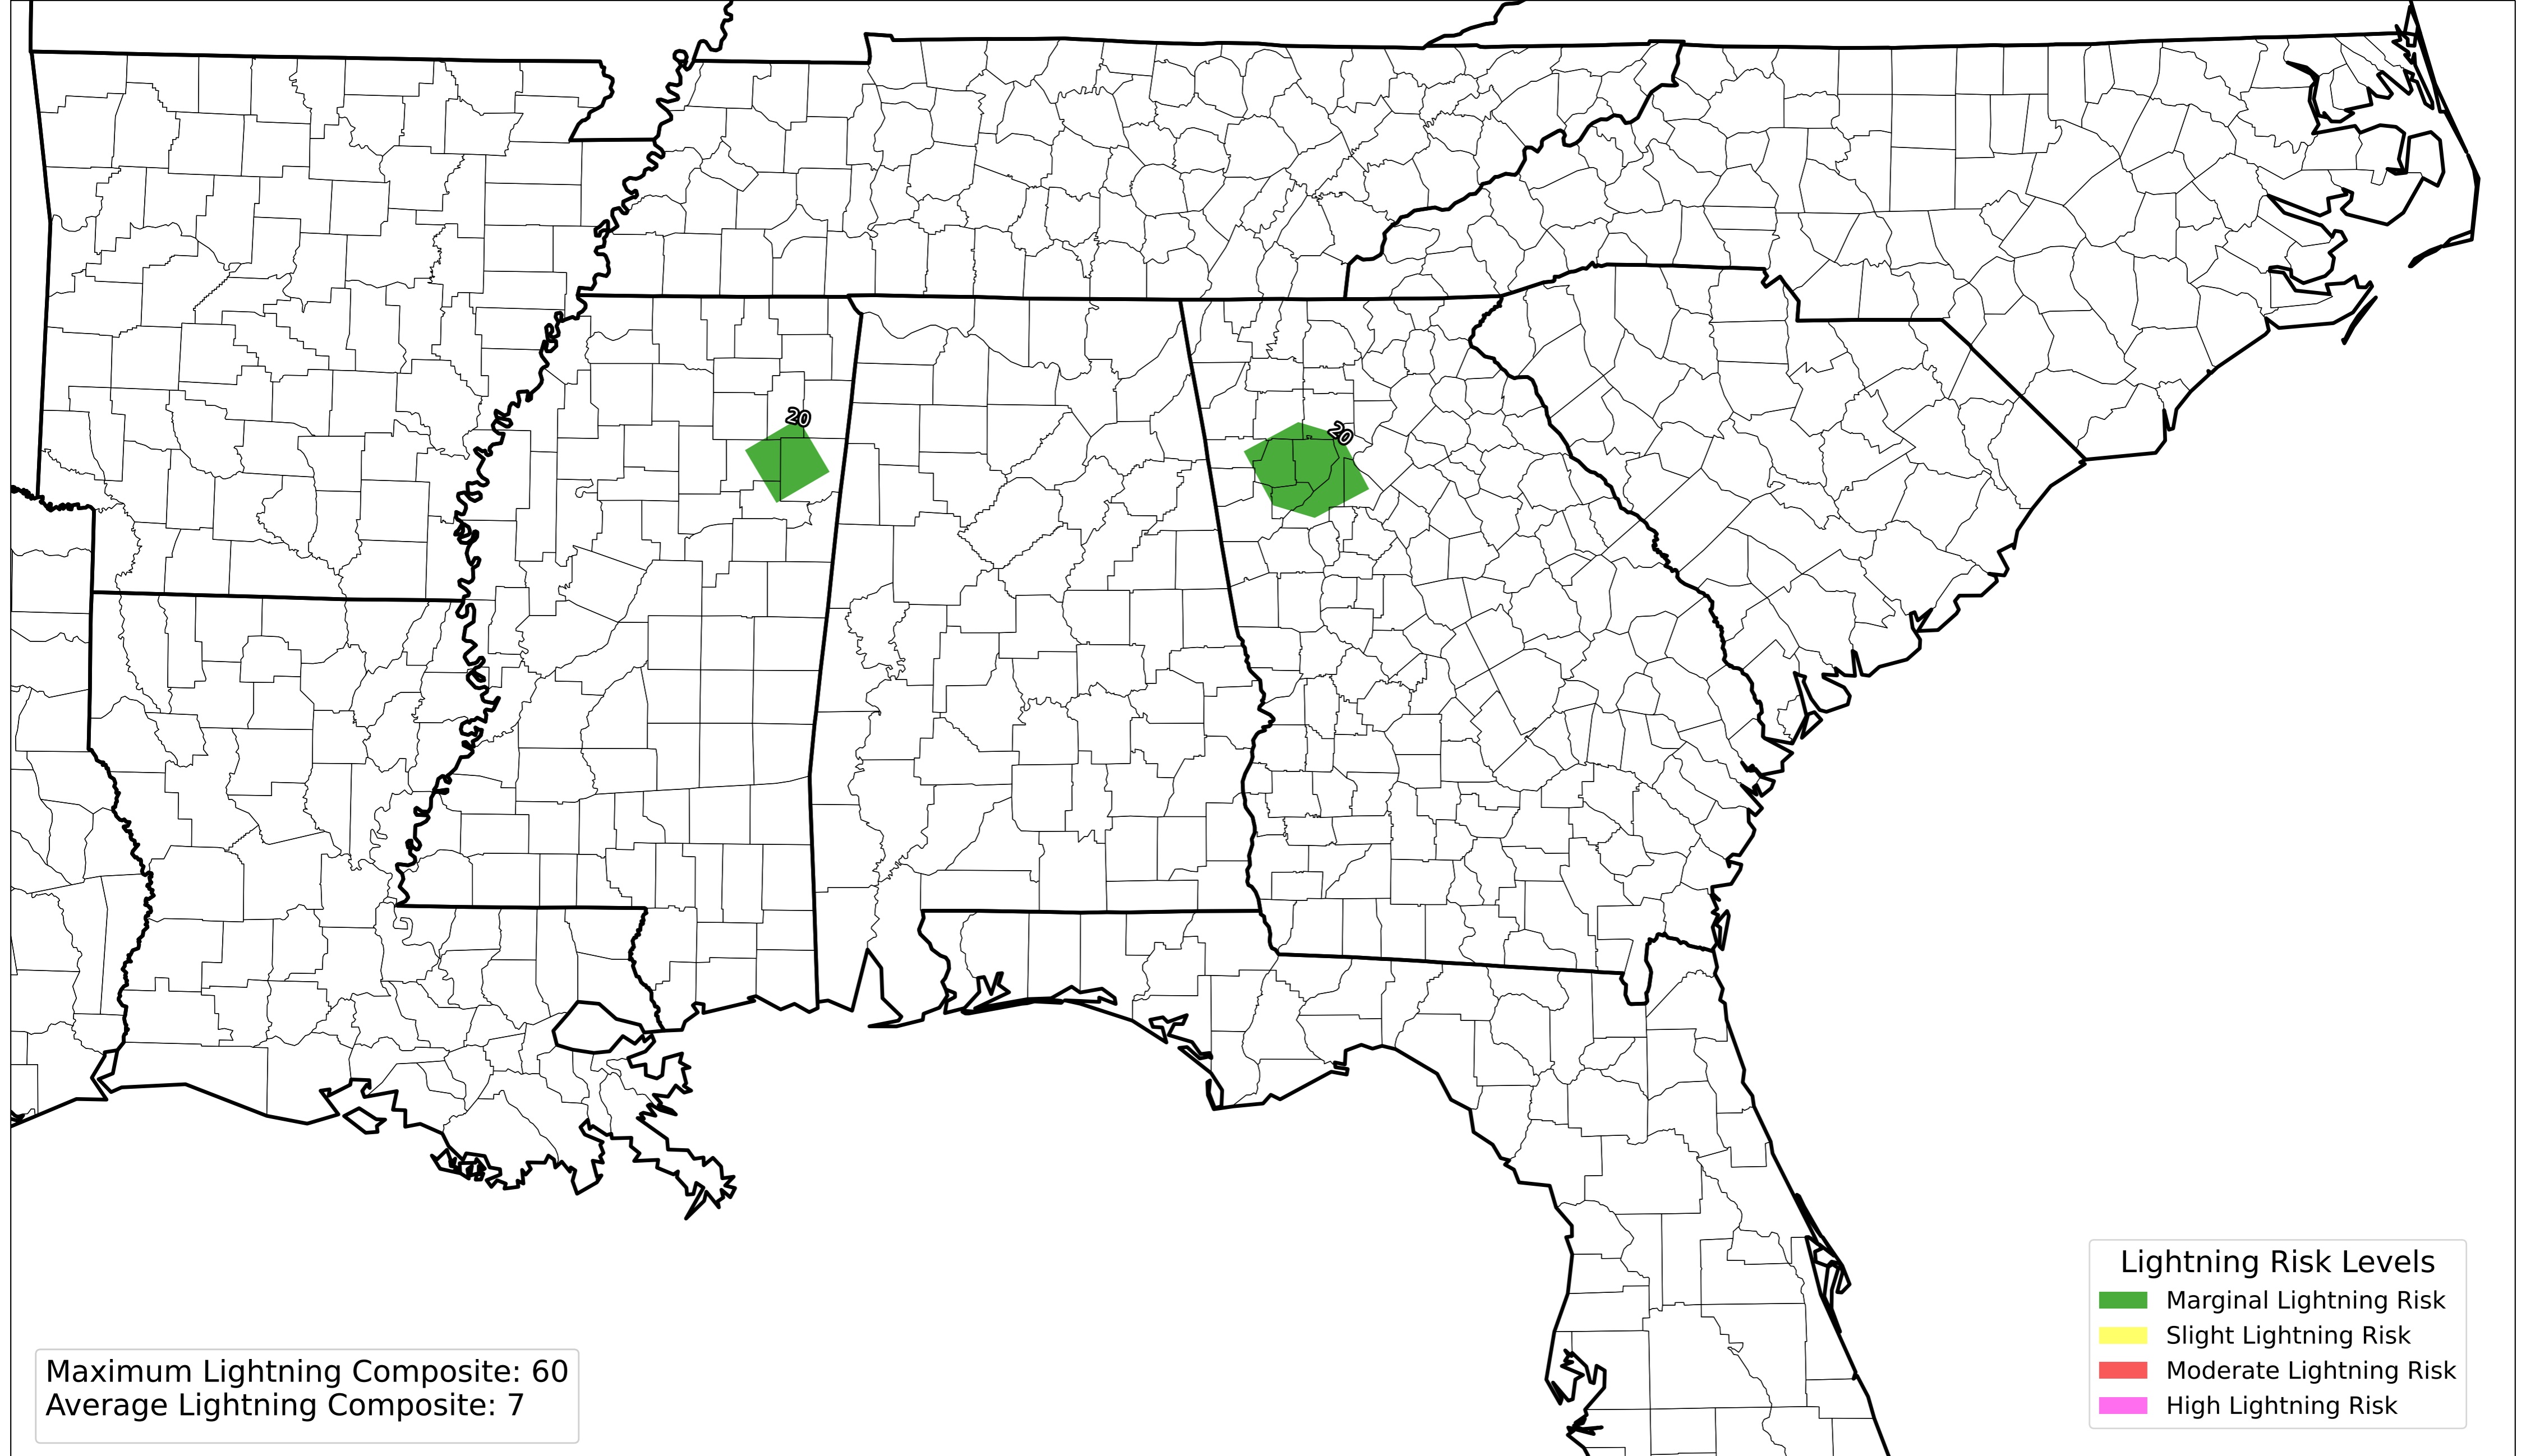 20
20
Lightning Risk Levels
Marginal Lightning Risk
Slight Lightning Risk
Moderate Lightning Risk
High Lightning Risk
Maximum Lightning Composite: 60
Average Lightning Composite: 7